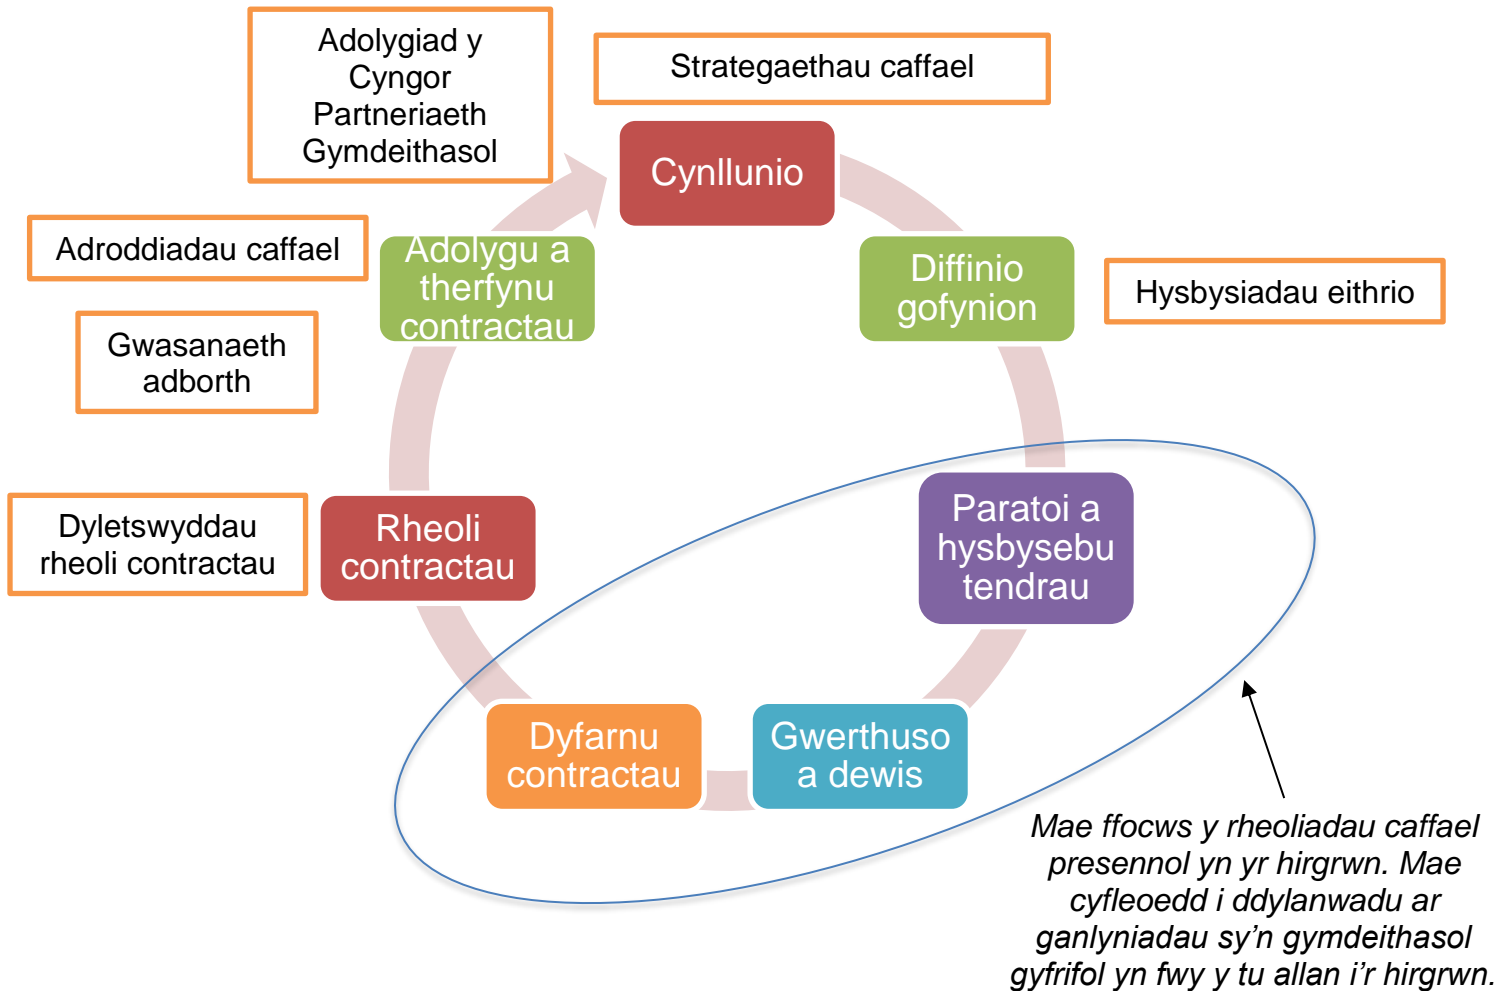 Adolygiad y
Cyngor
Partneriaeth
Gymdeithasol
Strategaethau caffael
Cynllunio
Adroddiadau caffael
Adolygu a
therfynu
contractau
Diffinio
gofynion
Hysbysiadau eithrio
Gwasanaeth
adborth
Dyletswyddau
rheoli contractau
Rheoli
contractau
Paratoi a
hysbysebu
tendrau
Dyfarnu
contractau
Gwerthuso
a dewis
Mae ffocws y rheoliadau caffael
presennol yn yr hirgrwn. Mae
cyfleoedd i ddylanwadu ar
ganlyniadau sy’n gymdeithasol
gyfrifol yn fwy y tu allan i’r hirgrwn.